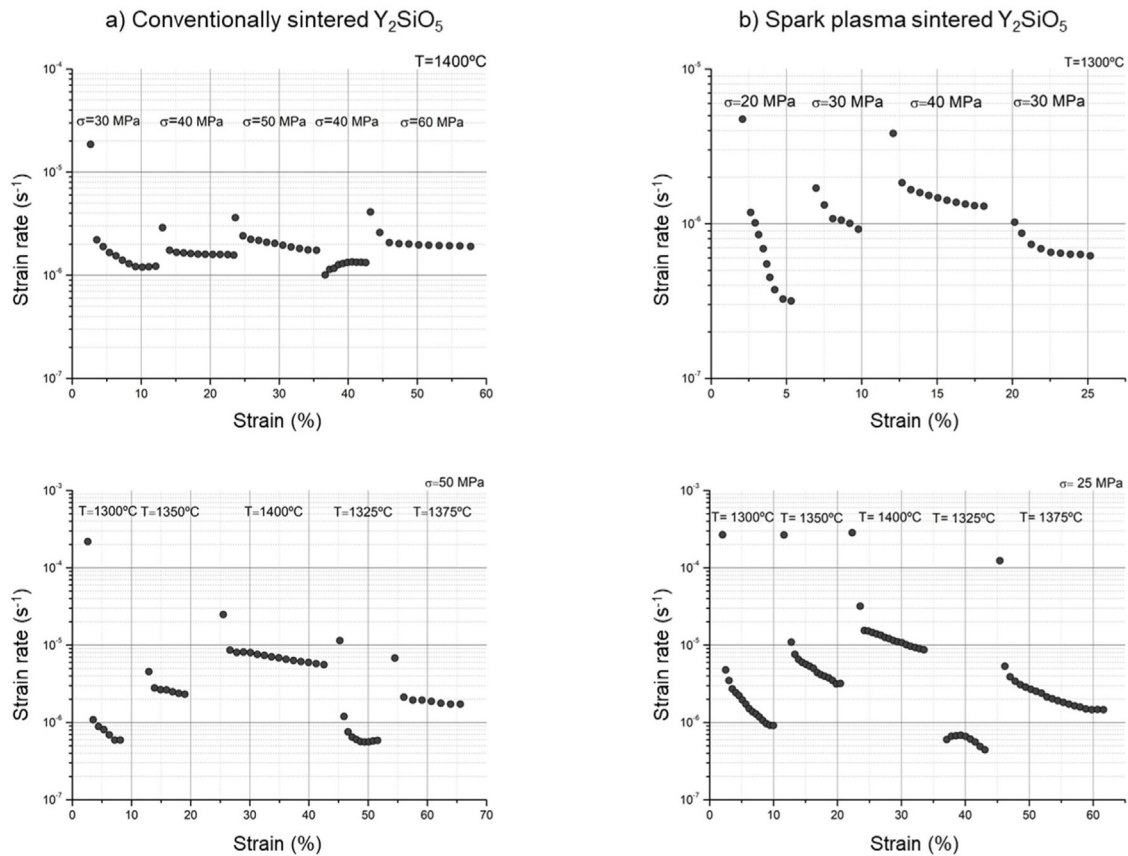 a) Conventionally sintered Y₂SiO₅
T=1400ºC
σ=30 MPa σ=40 MPa σ=50 MPa σ=40 MPa σ=60 MPa
Strain rate (s⁻¹)
10⁻⁴
10⁻⁵
10⁻⁶
10⁻⁷
0 10 20 30 40 50 60
Strain (%)
b) Spark plasma sintered Y₂SiO₅
T=1300ºC
σ=20 MPa σ=30 MPa σ=40 MPa σ=30 MPa
Strain rate (s⁻¹)
10⁻⁵
10⁻⁶
10⁻⁷
0 5 10 15 20 25
Strain (%)
σ=50 MPa
T=1300ºC T=1350ºC T=1400ºC T=1325ºC T=1375ºC
Strain rate (s⁻¹)
10⁻³
10⁻⁴
10⁻⁵
10⁻⁶
10⁻⁷
0 10 20 30 40 50 60 70
Strain (%)
σ= 25 MPa
T= 1300ºC T= 1350ºC T= 1400ºC T= 1325ºC T= 1375ºC
Strain rate (s⁻¹)
10⁻³
10⁻⁴
10⁻⁵
10⁻⁶
10⁻⁷
0 10 20 30 40 50 60
Strain (%)